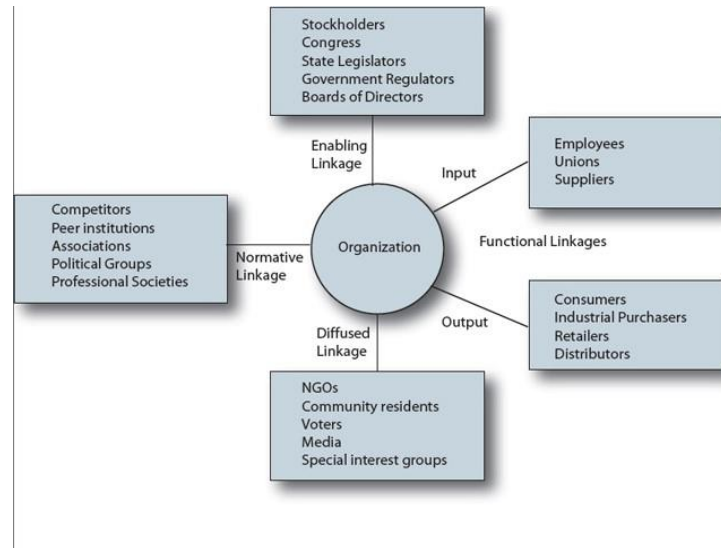 Stockholders
Congress
State Legislators
Government Regulators
Boards of Directors
Enabling
Linkage
Input
Employees
Unions
Suppliers
Competitors
Peer institutions
Associations
Political Groups
Professional Societies
Normative
Linkage
Organization
Functional Linkages
Diffused
Linkage
Output
Consumers
Industrial Purchasers
Retailers
Distributors
NGOs
Community residents
Voters
Media
Special interest groups